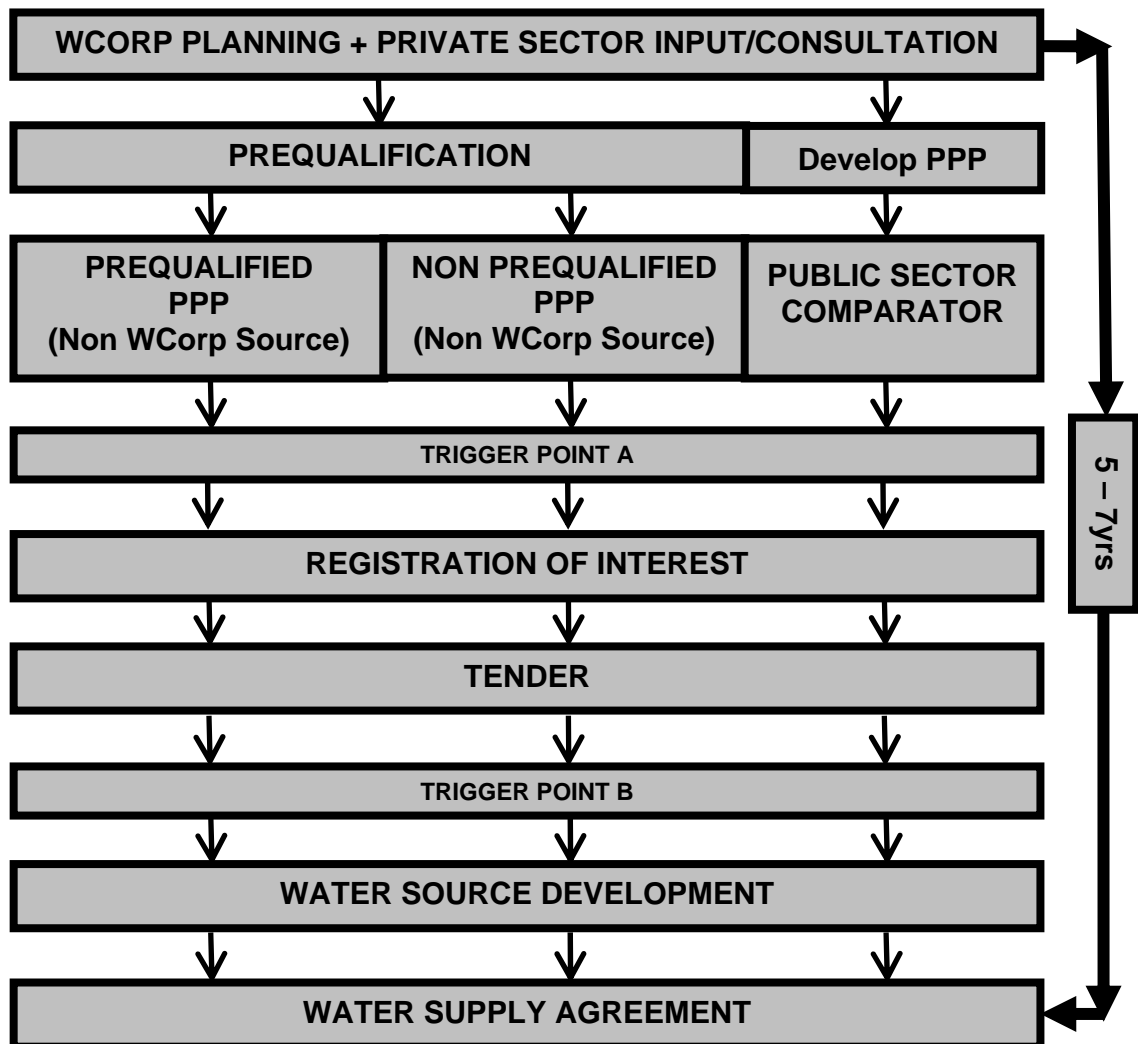 WCORP PLANNING + PRIVATE SECTOR INPUT/CONSULTATION
PREQUALIFICATION
Develop PPP
PREQUALIFIED
PPP
(Non WCorp Source)
NON PREQUALIFIED
PPP
(Non WCorp Source)
PUBLIC SECTOR
COMPARATOR
TRIGGER POINT A
5 – 7yrs
REGISTRATION OF INTEREST
TENDER
TRIGGER POINT B
WATER SOURCE DEVELOPMENT
WATER SUPPLY AGREEMENT